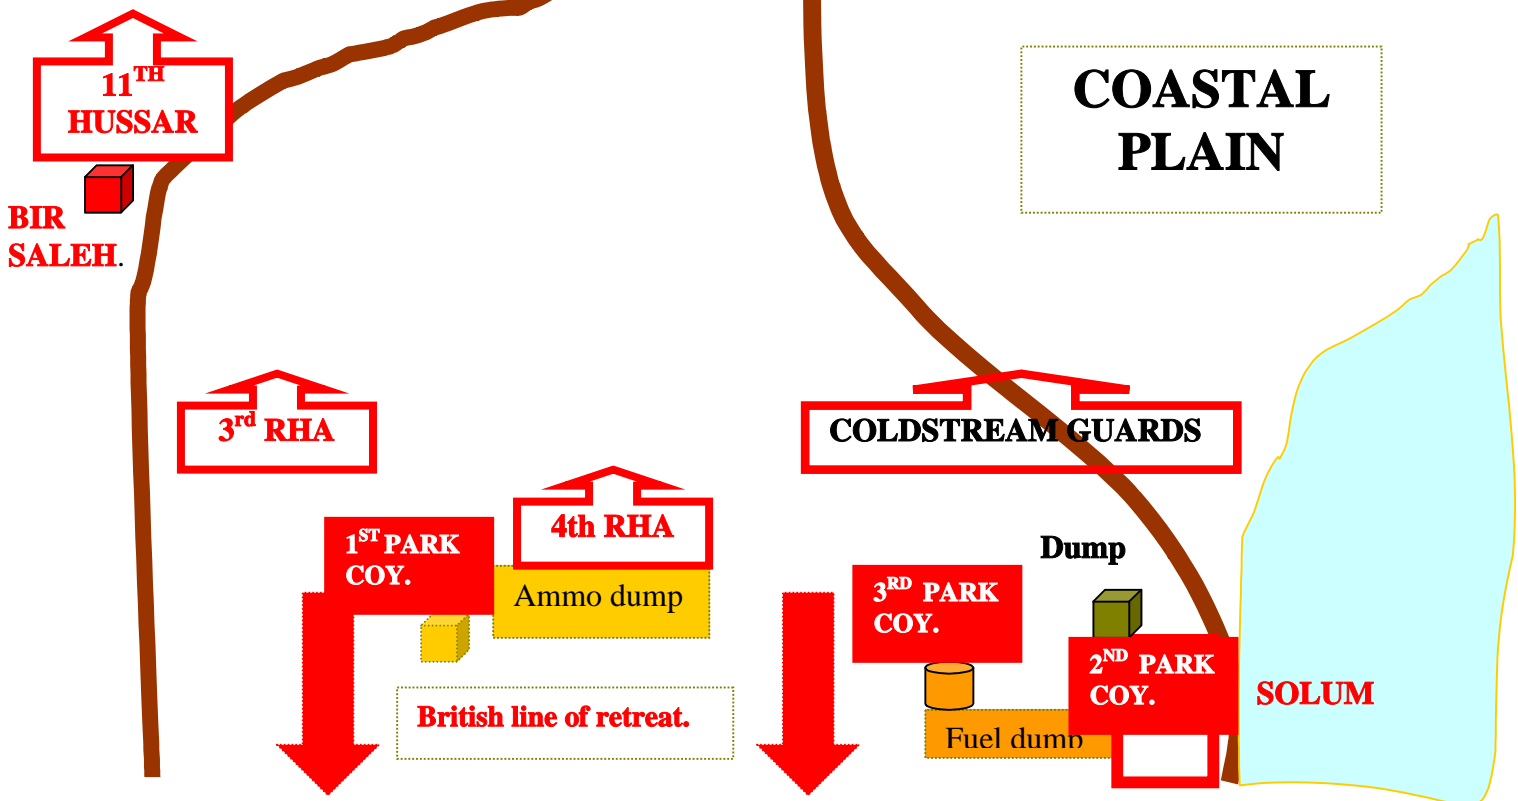 11TH
HUSSAR
COASTAL
PLAIN
BIR
SALEH.
3rd RHA
COLDSTREAM GUARDS
4th RHA
1ST PARK
COY.
Dump
Ammo dump
3RD PARK
COY.
2ND PARK
COY.
SOLUM
British line of retreat.
Fuel dump